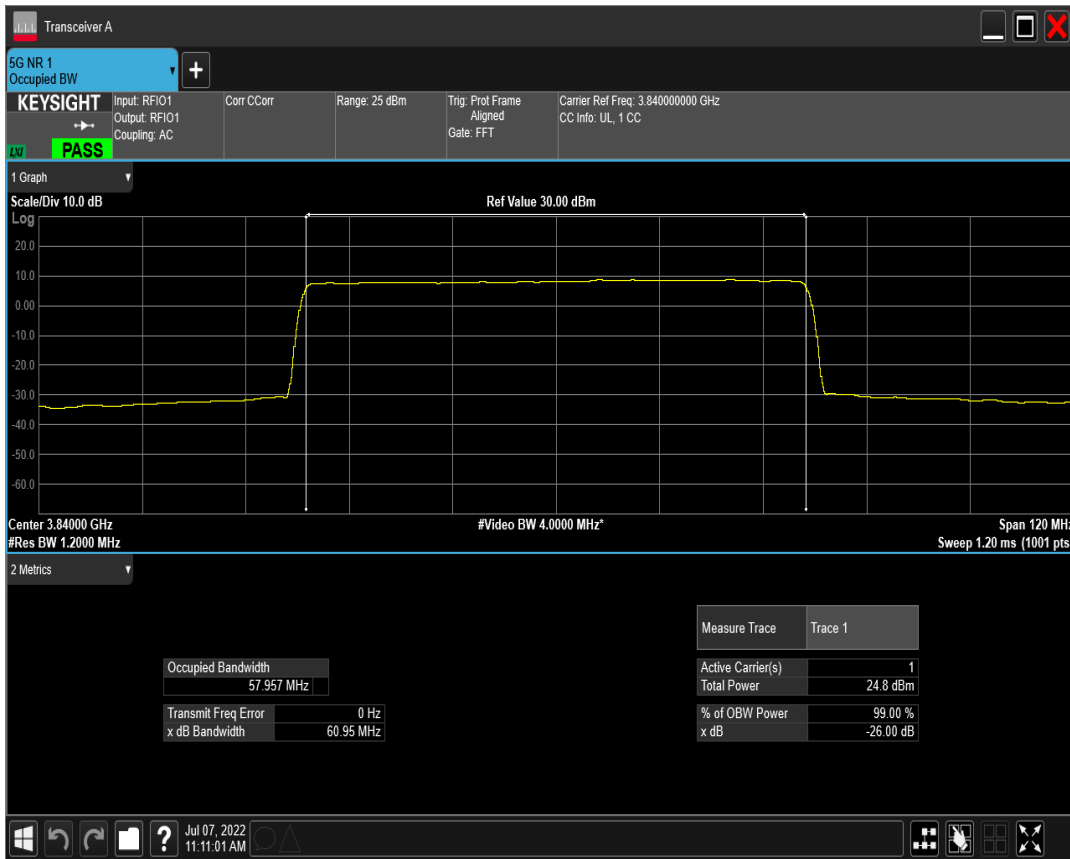 Transceiver A
5G NR 1
Occupied BW
KEYSIGHT
LXI
PASS
Input: RFIO1
Output: RFIO1
Coupling: AC
Corr CCorr
Range: 25 dBm
Trig: Prot Frame
Aligned
Gate: FFT
Carrier Ref Freq: 3.840000000 GHz
CC Info: UL, 1 CC
1 Graph
Scale/Div 10.0 dB
Ref Value 30.00 dBm
Log
20.0
10.0
0.00
-10.0
-20.0
-30.0
-40.0
-50.0
-60.0
Center 3.84000 GHz
#Video BW 4.0000 MHz*
Span 120 MHz
#Res BW 1.2000 MHz
Sweep 1.20 ms (1001 pts
2 Metrics
Measure Trace Trace 1
Occupied Bandwidth
57.957 MHz
Active Carrier(s) 1
Total Power 24.8 dBm
Transmit Freq Error 0 Hz
x dB Bandwidth 60.95 MHz
% of OBW Power 99.00 %
x dB -26.00 dB
?
Jul 07, 2022
11:11:01 AM